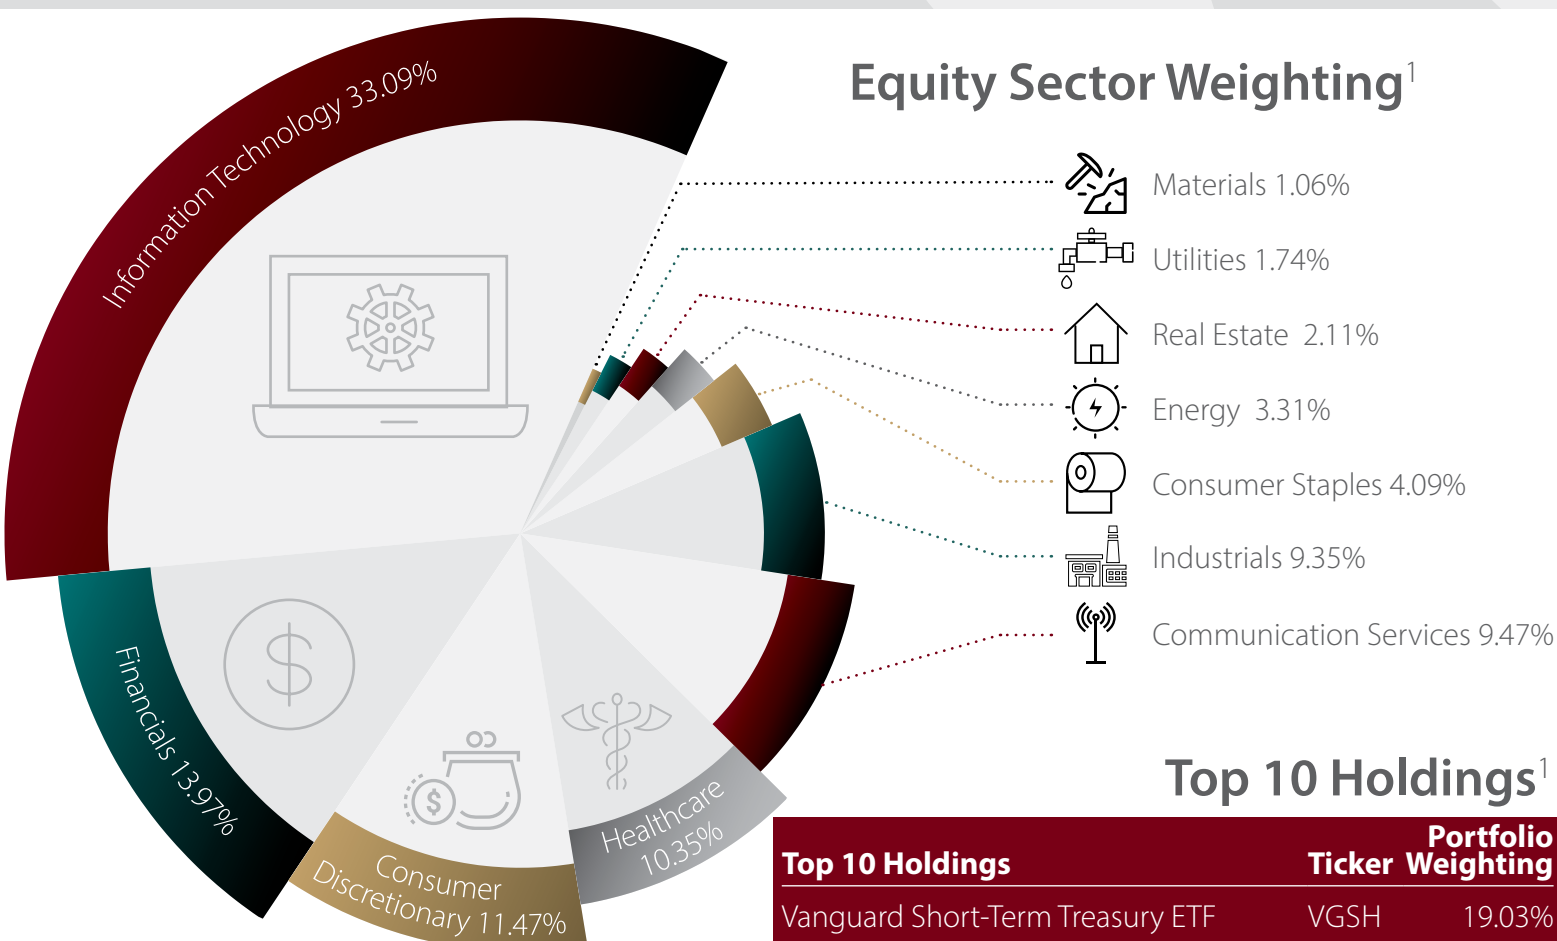 Equity Sector Weighting1
Information Technology 33.09%
Materials 1.06%
Utilities 1.74%
Real Estate 2.11%
Energy 3.31%
Consumer Staples 4.09%
Industrials 9.35%
Communication Services 9.47%
Financials 13.97%
$
Consumer
Discretionary 11.47%
$
Healthcare
10.35%
Top 10 Holdings1
Portfolio
Top 10 Holdings Ticker Weighting
Vanguard Short-Term Treasury ETF VGSH 19.03%